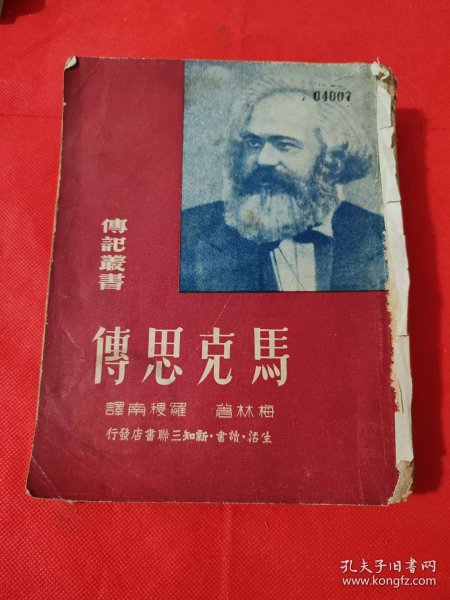 04007
傳記叢書
傳思克馬
譯南稷羅 著林梅
行發店書聯三知新·書讀·活生
孔夫子旧书网
www.kongfz.com